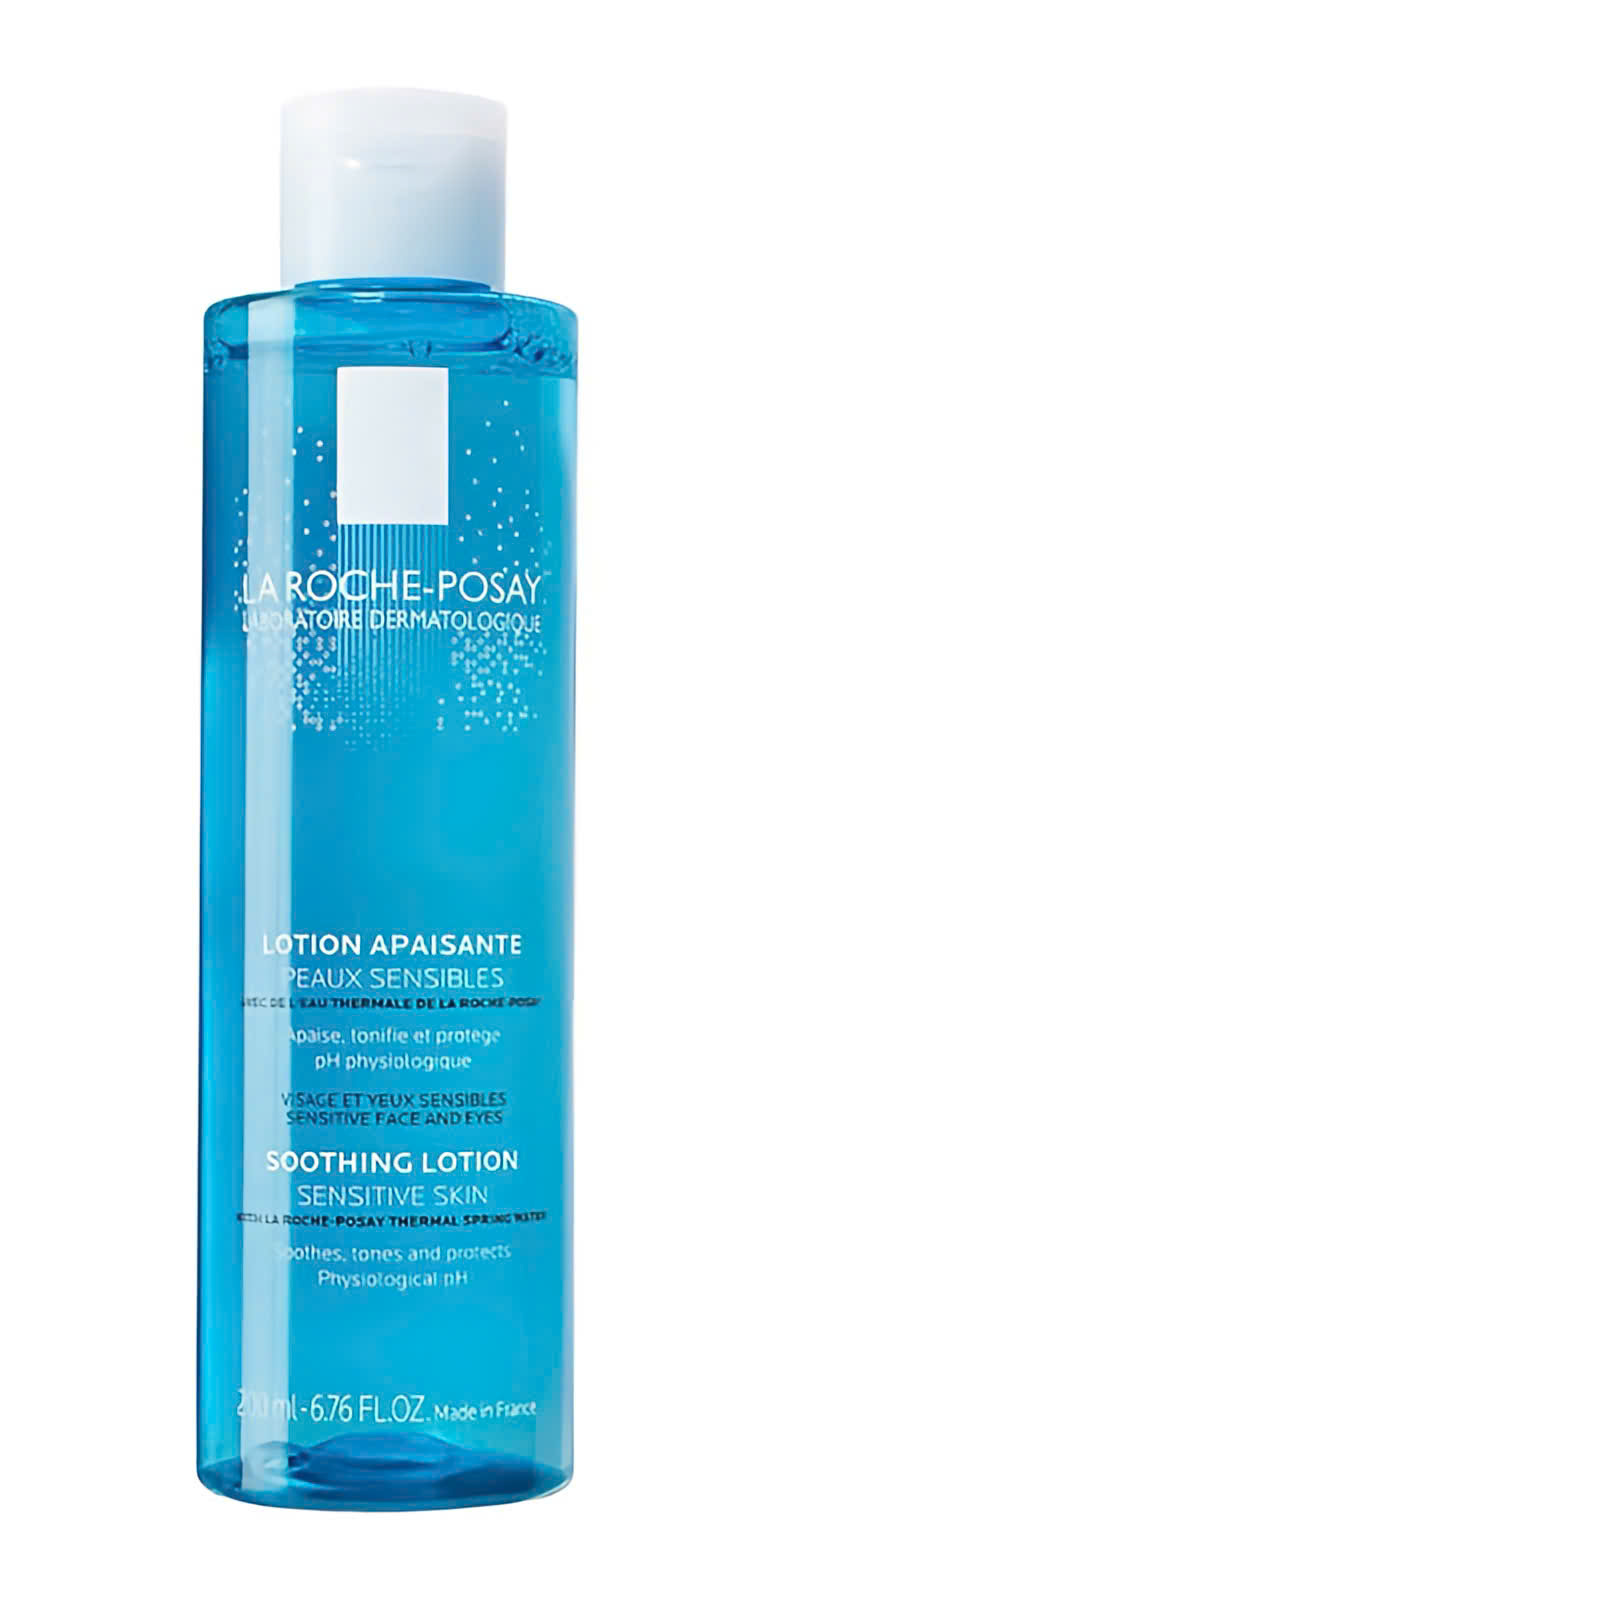 LA ROCHE-POSAY
LABORATOIRE DERMATOLOGIQUE
LOTION APAISANTE
PEAUX SENSIBLES
AVEC DE L'EAU THERMALE DE LA ROCHE-POSAY
Apaise, tonifie et protège
pH physiologique
VISAGE ET YEUX SENSIBLES
SENSITIVE FACE AND EYES
SOOTHING LOTION
SENSITIVE SKIN
WITH LA ROCHE-POSAY THERMAL SPRING WATER
Soothes, tones and protects
Physiological pH
200 ml - 6.76 FL.OZ. Made in France